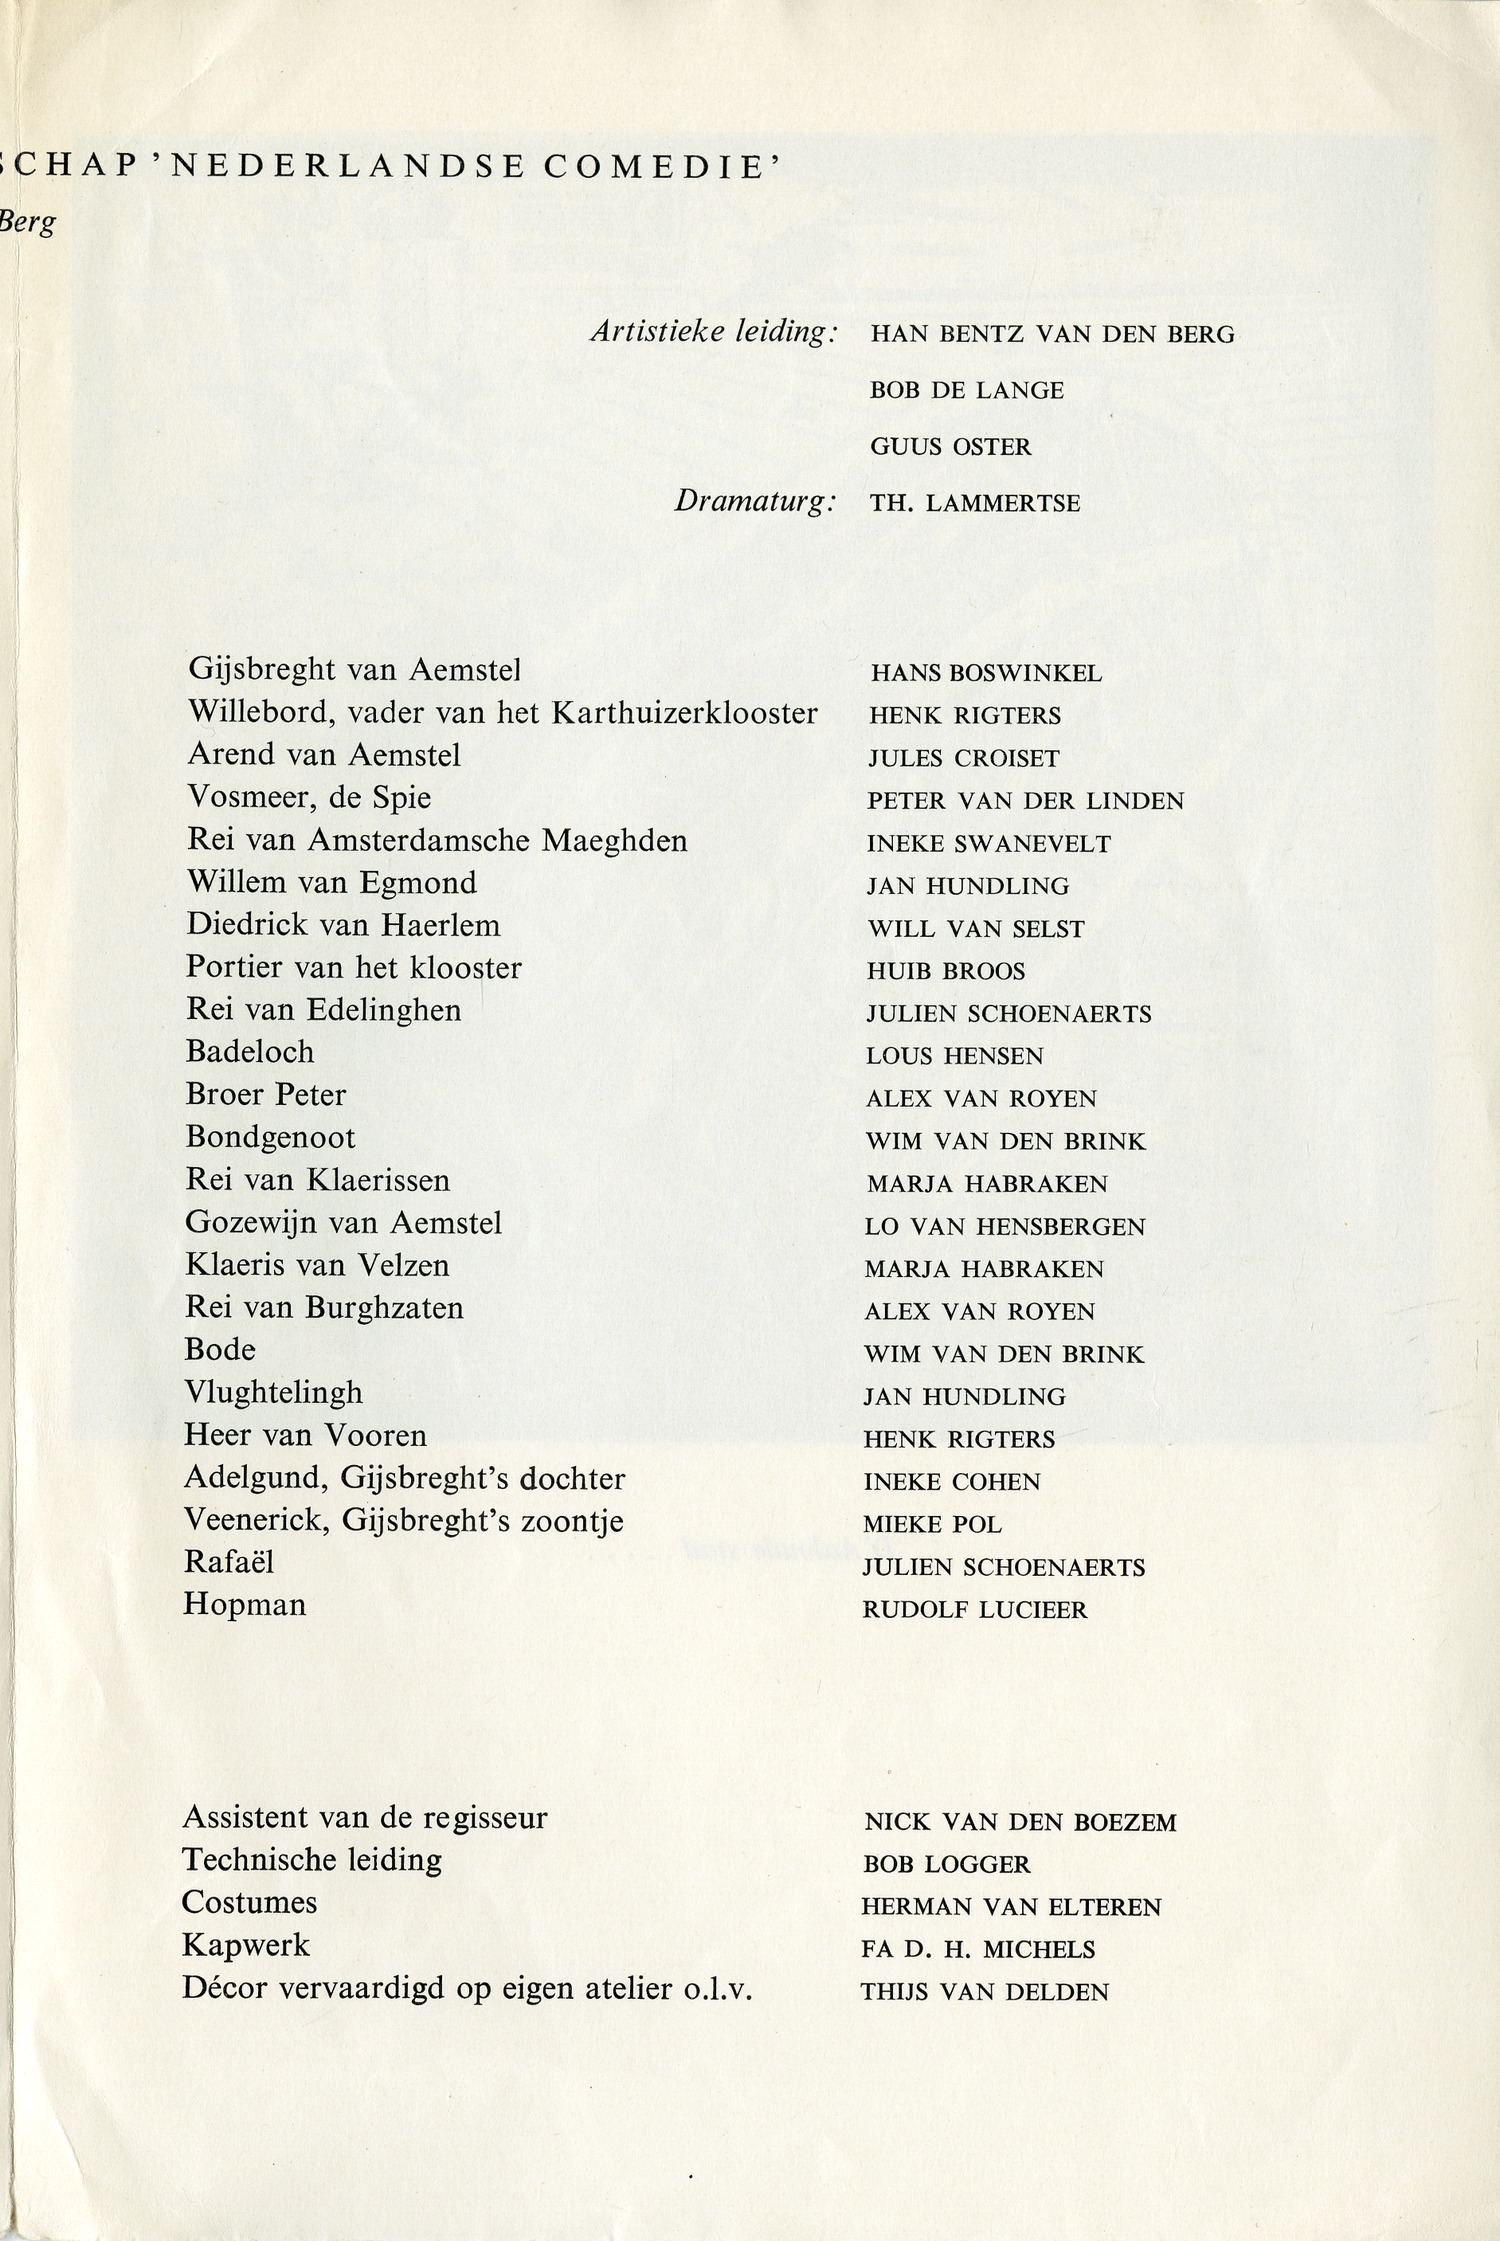 SCHAP 'NEDERLANDSE COMEDIE'
Berg
Artistieke leiding: HAN BENTZ VAN DEN BERG
BOB DE LANGE
GUUS OSTER
Dramaturg: TH. LAMMERTSE
Gijsbreght van Aemstel HANS BOSWINKEL
Willebord, vader van het Karthuizerklooster HENK RIGTERS
Arend van Aemstel JULES CROISET
Vosmeer, de Spie PETER VAN DER LINDEN
Rei van Amsterdamsche Maeghden INEKE SWANEVELT
Willem van Egmond JAN HUNDLING
Diedrick van Haerlem WILL VAN SELST
Portier van het klooster HUIB BROOS
Rei van Edelinghen JULIEN SCHOENAERTS
Badeloch LOUS HENSEN
Broer Peter ALEX VAN ROYEN
Bondgenoot WIM VAN DEN BRINK
Rei van Klaerissen MARJA HABRAKEN
Gozewijn van Aemstel LO VAN HENSBERGEN
Klaeris van Velzen MARJA HABRAKEN
Rei van Burghzaten ALEX VAN ROYEN
Bode WIM VAN DEN BRINK
Vlughtelingh JAN HUNDLING
Heer van Vooren HENK RIGTERS
Adelgund, Gijsbreght's dochter INEKE COHEN
Veenerick, Gijsbreght's zoontje MIEKE POL
Rafaël JULIEN SCHOENAERTS
Hopman RUDOLF LUCIEER
Assistent van de regisseur NICK VAN DEN BOEZEM
Technische leiding BOB LOGGER
Costumes HERMAN VAN ELTEREN
Kapwerk FA D. H. MICHELS
Décor vervaardigd op eigen atelier o.l.v. THIJS VAN DELDEN